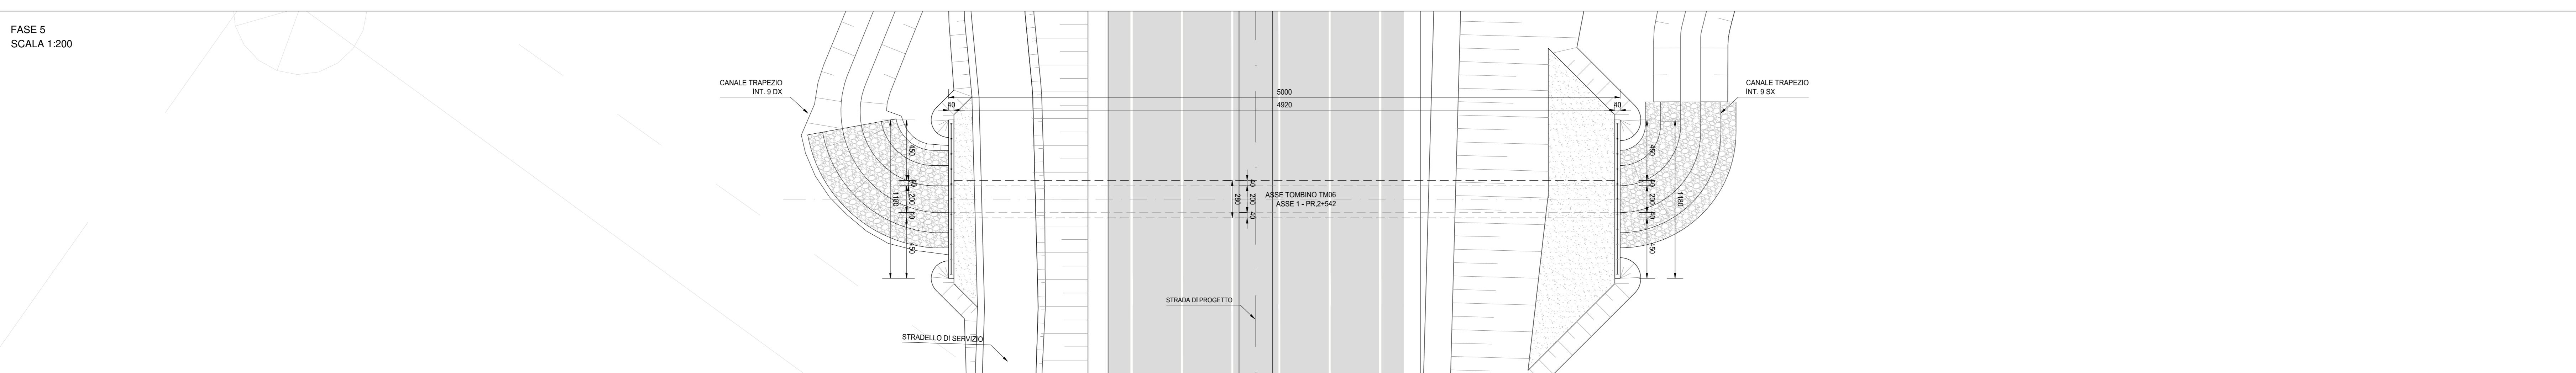 FASE 5
SCALA 1:200
CANALE TRAPEZIO
INT. 9 DX
CANALE TRAPEZIO
INT. 9 SX
5000
40
4920
40
450
40
200
40
450
1180
280
40
200
40
ASSE TOMBINO TM06
ASSE 1 - PR.2+542
450
40
200
40
450
1180
STRADA DI PROGETTO
STRADELLO DI SERVIZIO